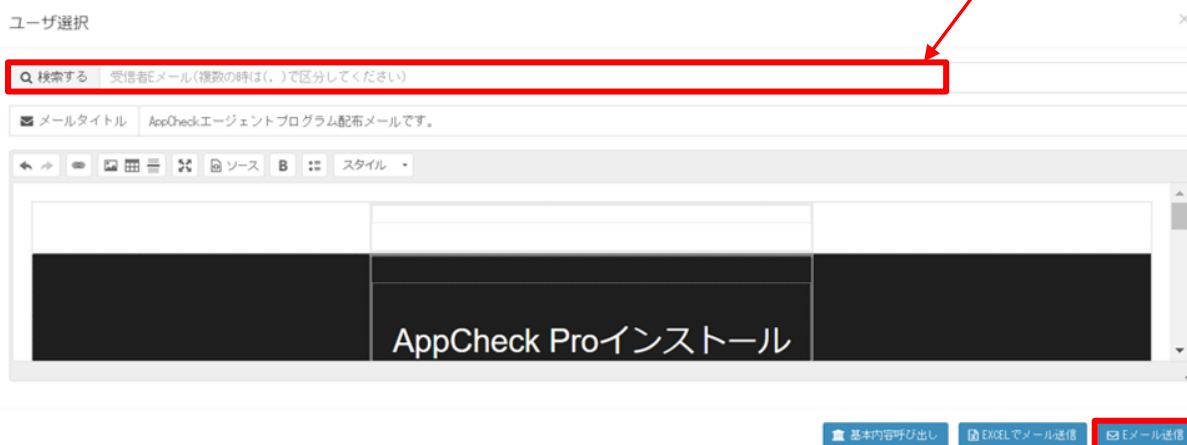 ユーザ選択
検索する 受信者Eメール(複数の時は(, )で区分してください)
メールタイトル AppCheckエージェントプログラム配布メールです。
ソース B スタイル
AppCheck Proインストール
基本内容呼び出し EXCELでメール送信 Eメール送信